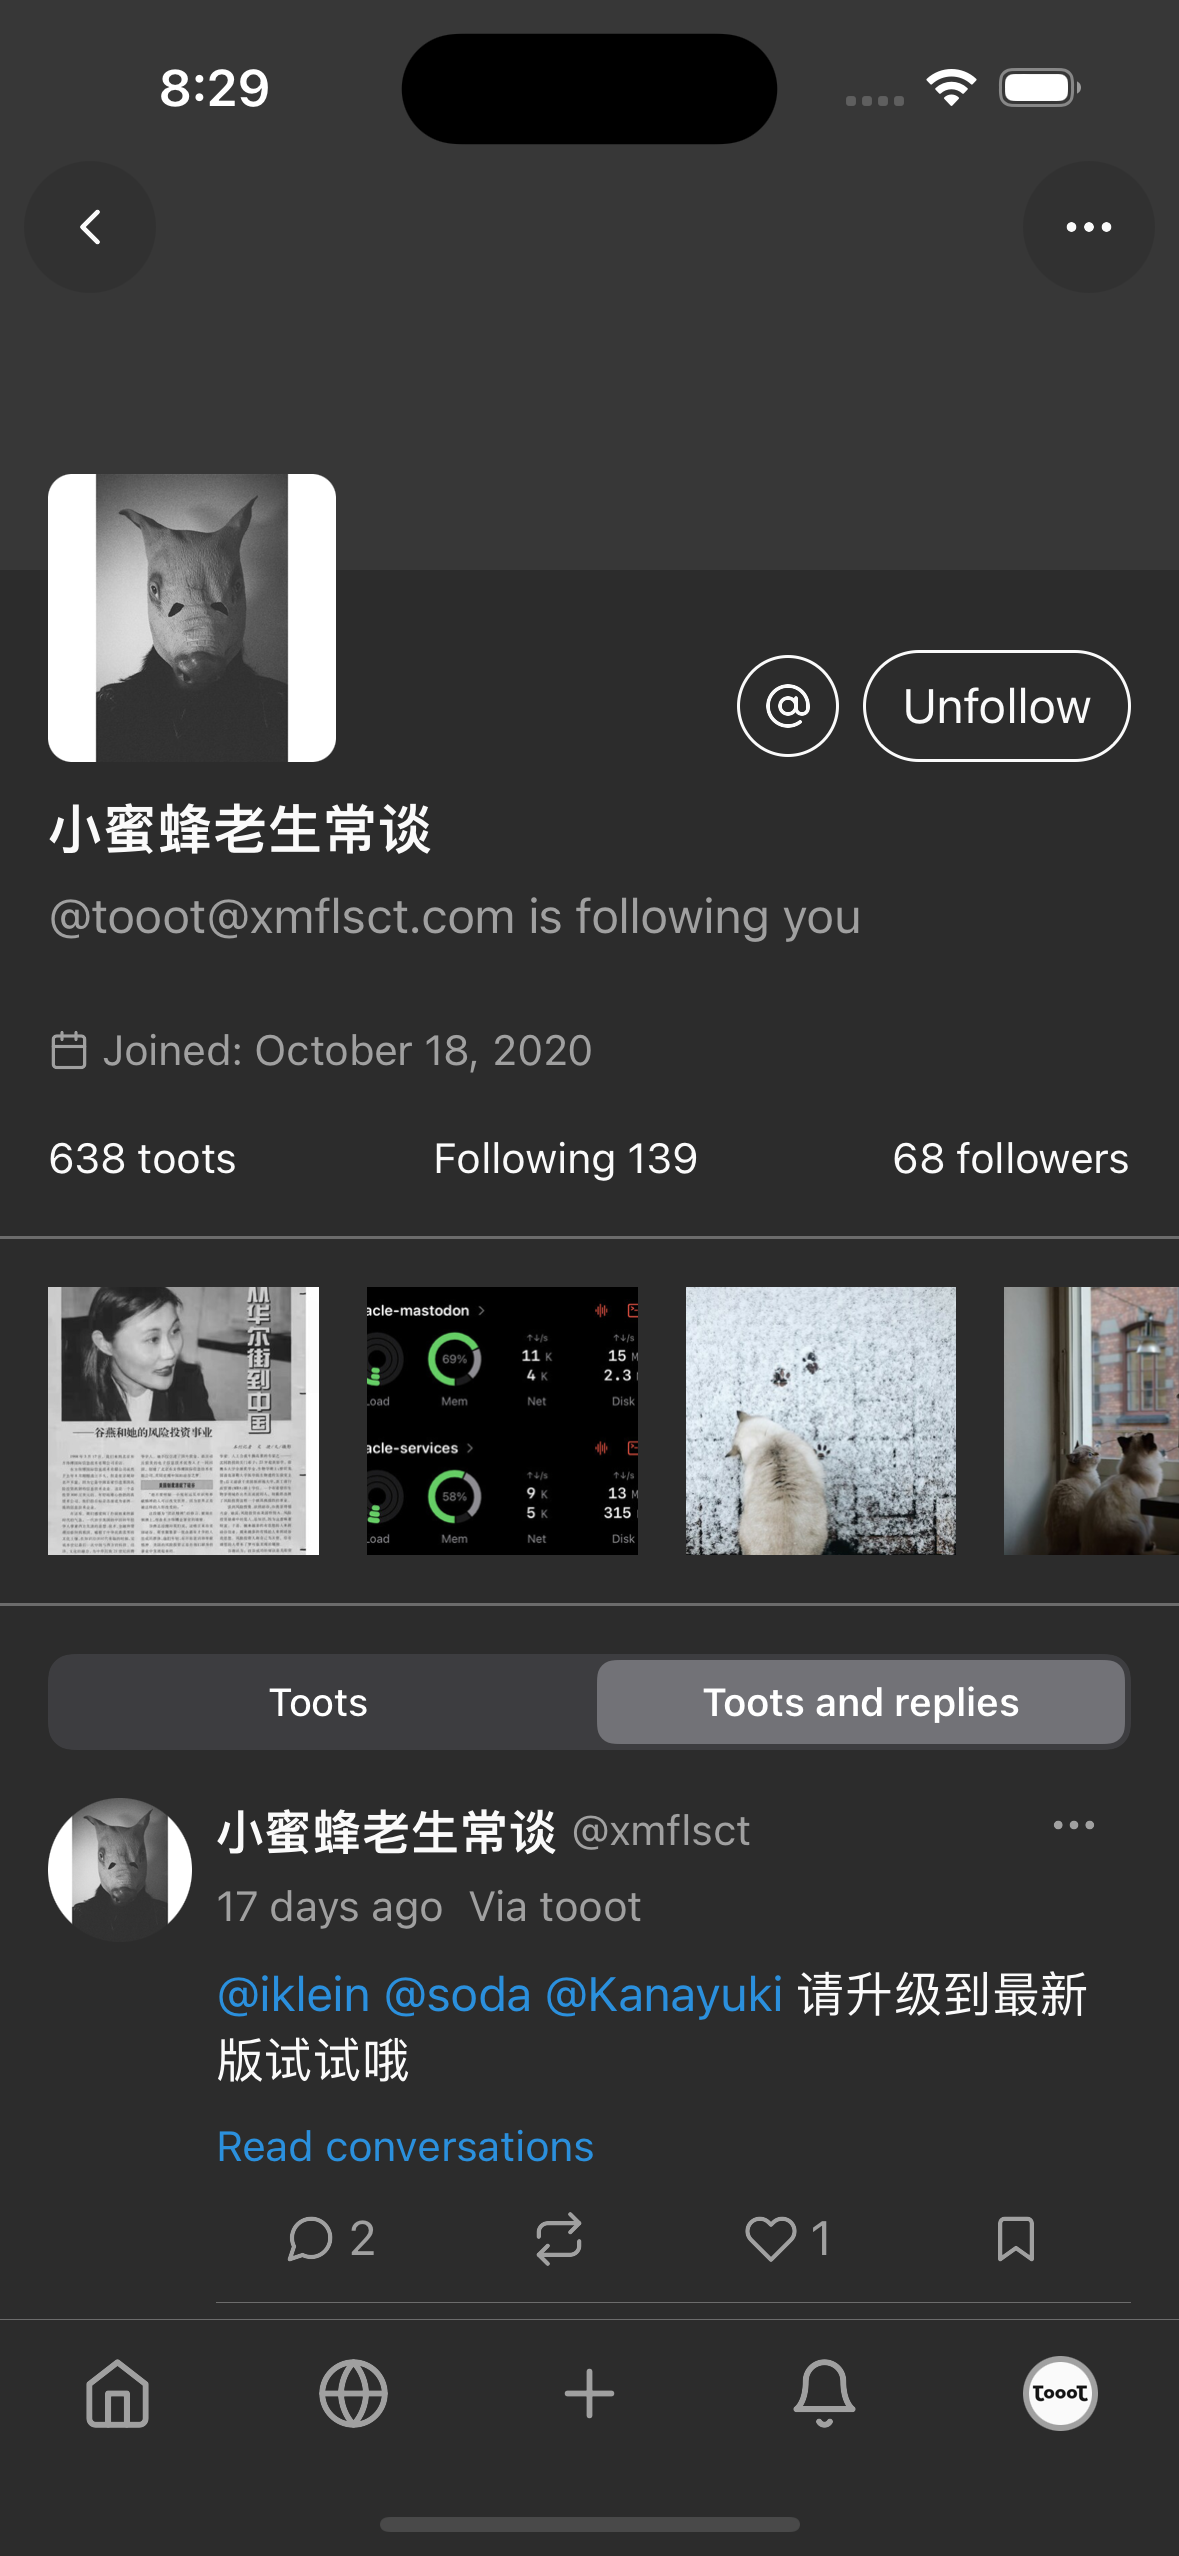 8:29
Unfollow
小蜜蜂老生常谈
@tooot@xmflsct.com is following you
Joined: October 18, 2020
638 toots
Following 139
68 followers
从华尔街到中国
——谷燕和她的风险投资事业
acle-mastodon
69%
↑↓/s
11 K
4 K
↑↓/s
15 M
2.3
Load
Mem
Net
Disk
acle-services
58%
↑↓/s
9 K
5 K
↑↓/s
13 M
315
Load
Mem
Net
Disk
Toots
Toots and replies
小蜜蜂老生常谈 @xmflsct
17 days ago Via tooot
@iklein @soda @Kanayuki 请升级到最新
版试试哦
Read conversations
2
1
tooot